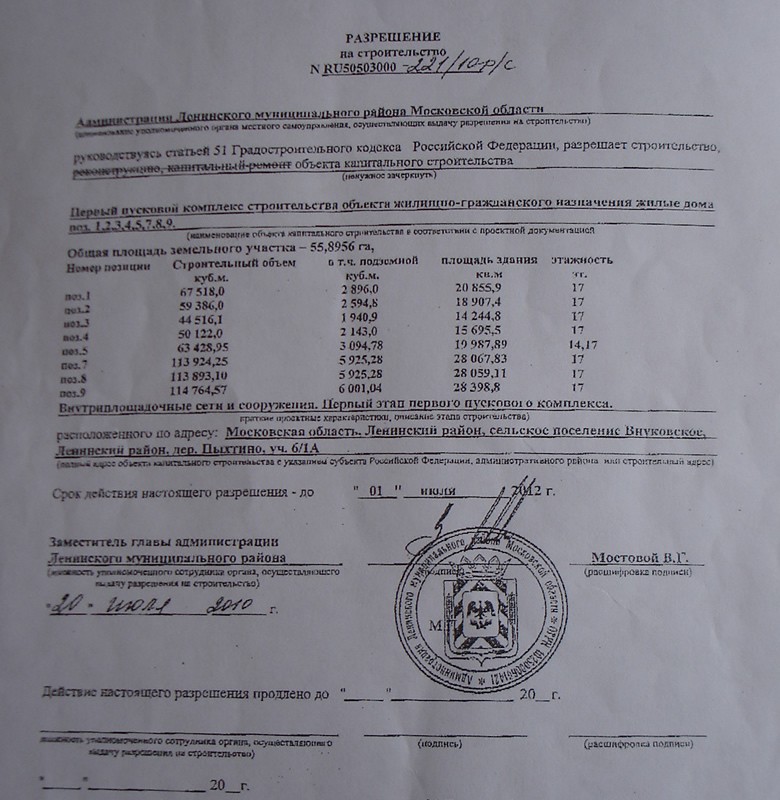 РАЗРЕШЕНИЕ
на строительство
N RU50503000 -221/10-р/с
Администрации Ленинского муниципального района Московской области
(наименование уполномоченного органа местного самоуправления, осуществляющих выдачу разрешения на строительство)
руководствуясь статьей 51 Градостроительного кодекса Российской Федерации, разрешает строительство,
реконструкцию, капитальный ремонт объекта капитального строительства
(ненужное зачеркнуть)
Первый пусковой комплекс строительства объекта жилищно-гражданского назначения жилые дома
поз. 1,2,3,4,5,7,8,9.
(наименование объекта капитального строительства в соответствии с проектной документацией
Общая площадь земельного участка – 55,8956 га,
Номер позиции Строительный объем в т.ч. подземной площадь здания этажность
куб.м. куб.м. кв.м эт.
поз.1 67 518,0 2 896,0 20 855,9 17
поз.2 59 386,0 2 594,8 18 907,4 17
поз.3 44 516,1 1 940,9 14 244,8 17
поз.4 50 122,0 2 143,0 15 695,5 17
поз.5 63 428,95 3 094,78 19 987,89 14,17
поз.7 113 924,25 5 925,28 28 067,83 17
поз.8 113 893,10 5 925,28 28 059,11 17
поз.9 114 764,57 6 001,04 28 398,8 17
Внутриплощадочные сети и сооружения. Первый этап первого пускового комплекса.
краткие проектные характеристики, описание этапа строительства)
расположенного по адресу: Московская область, Ленинский район, сельское поселение Внуковское,
Ленинский район, дер. Пыхтино, уч. 6/1А
(полный адрес объекта капитального строительства с указанием субъекта Российской Федерации, административного района или строительный адрес)
Срок действия настоящего разрешения - до " 01 " июля 2012 г.
Заместитель главы администрации
Ленинского муниципального района Мостовой В.Г.
(должность уполномоченного сотрудника органа, осуществляющего (подпись) (расшифровка подписи)
выдачу разрешения на строительство)
"20" июля 2010 г.
М
Администрация Ленинского муниципального района Московской области *
Действие настоящего разрешения продлено до "____" ____________ 20__г.
должность уполномоченного сотрудника органа, осуществляющего (подпись) (расшифровка подписи)
выдачу разрешения на строительство)
"____" ____________ 20__г.